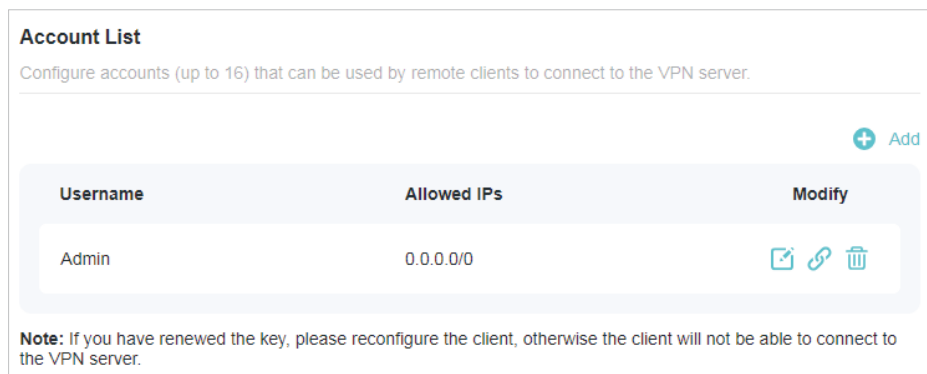 Account List
Configure accounts (up to 16) that can be used by remote clients to connect to the VPN server.
Add
Username Allowed IPs Modify
Admin 0.0.0.0/0
Note: If you have renewed the key, please reconfigure the client, otherwise the client will not be able to connect to
the VPN server.